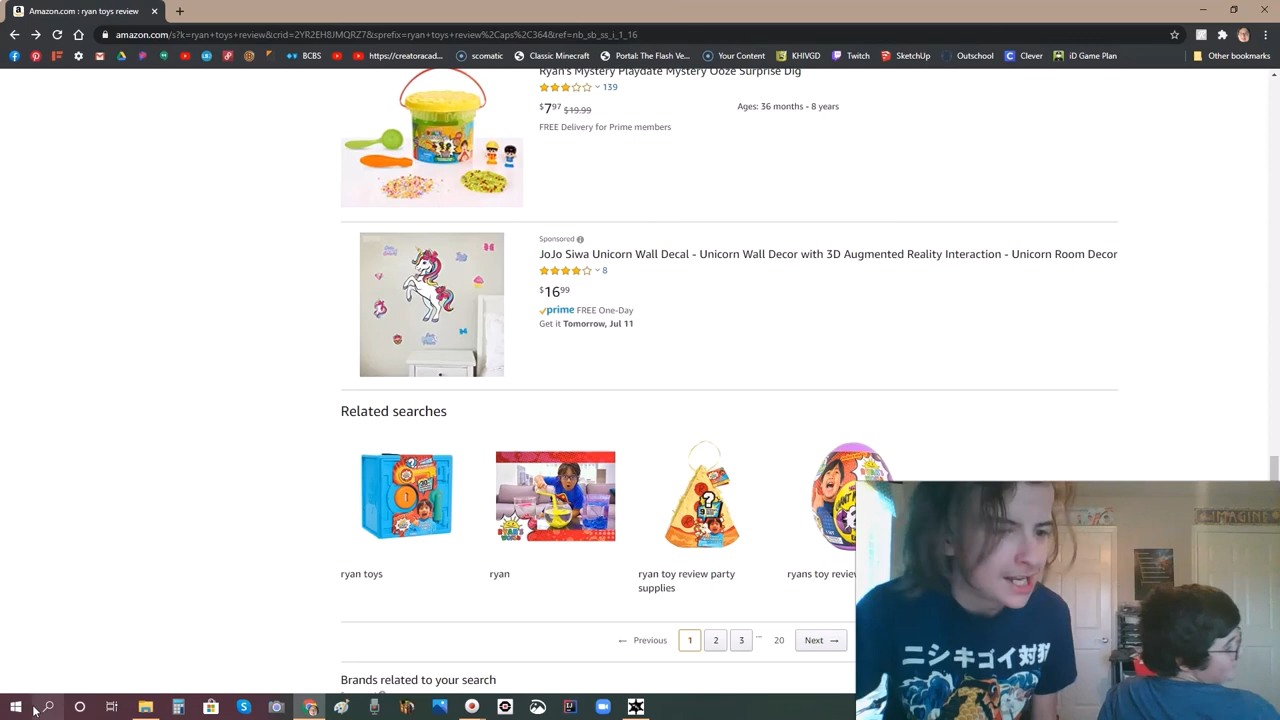 Amazon.com : ryan toys review
amazon.com/s?k=ryan+toys+review&crid=2YR2EH8JMQRZ7&sprefix=ryan+toys+review%2Caps%2C364&ref=nb_sb_ss_i_1_16
https://creatoracad... scomatic Subchat Portal: The Flash Ve... Your Content KHIVGD Twitch SketchUp Outschool Clever iD Game Plan Other bookmarks
Ryan's Mystery Playdate Mystery Ooze Surprise Dig
139
$7.97 $19.99 Ages: 36 months - 8 years
FREE Delivery for Prime members
Sponsored
JoJo Siwa Unicorn Wall Decal - Unicorn Wall Decor with 3D Augmented Reality Interaction - Unicorn Room Decor
8
$16.99
prime FREE One-Day
Get it Tomorrow, Jul 11
Related searches
RYAN'S
WORLD
ryan toys
ryan
ryan toy review party
supplies
ryans toy review
IMAGINE
← Previous 1 2 3 ... 20 Next →
ニシキゴイ対猫
Brands related to your search